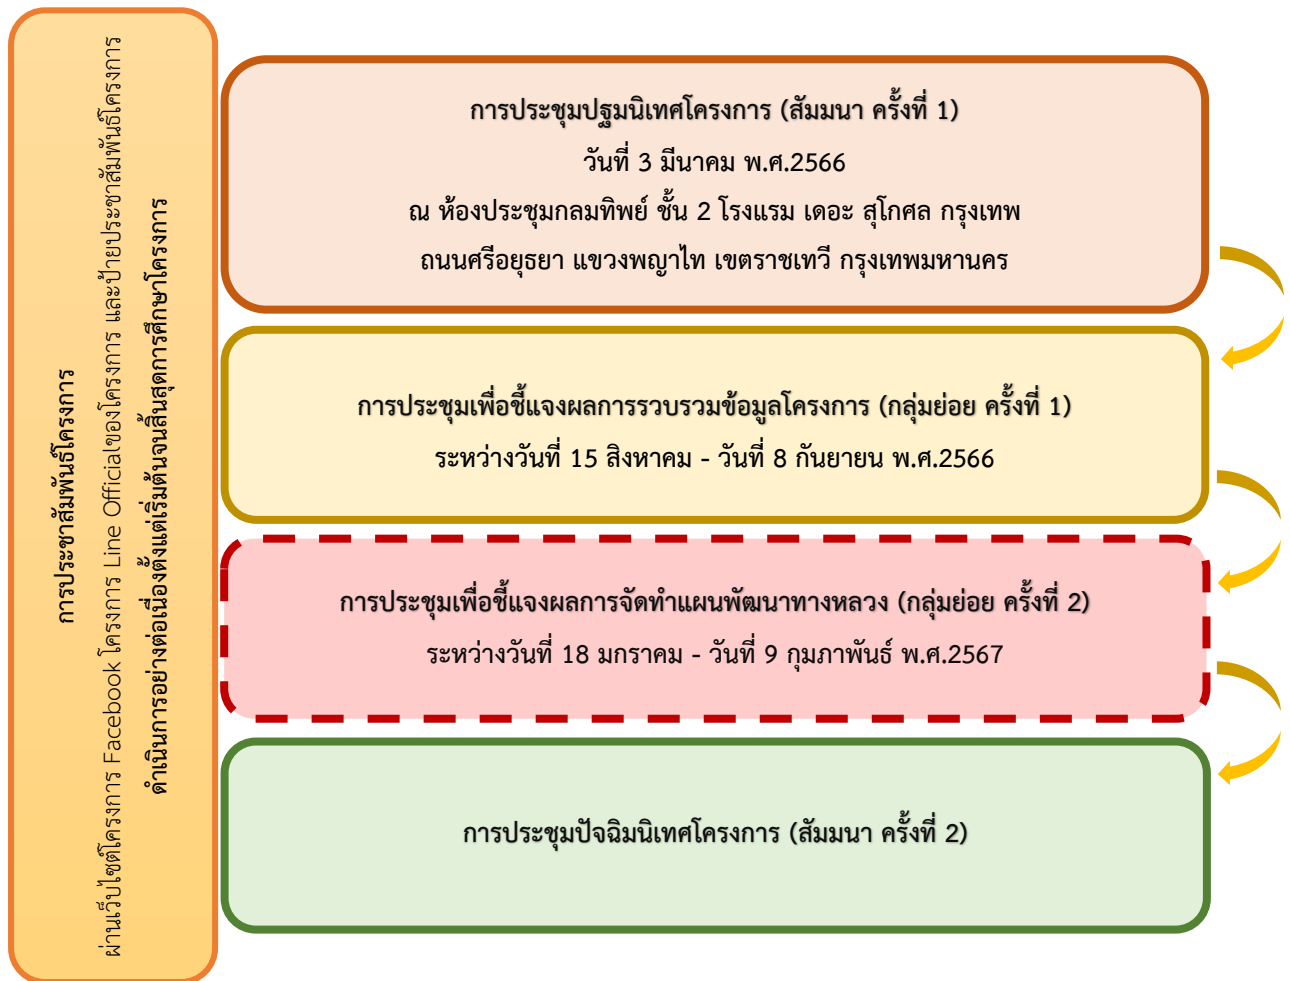 การประชาสัมพันธ์โครงการ
ผ่านเว็บไซต์โครงการ Facebook โครงการ Line Officialของโครงการ และป้ายประชาสัมพันธ์โครงการ
ดำเนินการอย่างต่อเนื่องตั้งแต่เริ่มต้นจนสิ้นสุดการศึกษาโครงการ
การประชุมปฐมนิเทศโครงการ (สัมมนา ครั้งที่ 1)
วันที่ 3 มีนาคม พ.ศ.2566
ณ ห้องประชุมกลมทิพย์ ชั้น 2 โรงแรม เดอะ สุโกศล กรุงเทพ
ถนนศรีอยุธยา แขวงพญาไท เขตราชเทวี กรุงเทพมหานคร
การประชุมเพื่อชี้แจงผลการรวบรวมข้อมูลโครงการ (กลุ่มย่อย ครั้งที่ 1)
ระหว่างวันที่ 15 สิงหาคม - วันที่ 8 กันยายน พ.ศ.2566
การประชุมเพื่อชี้แจงผลการจัดทำแผนพัฒนาทางหลวง (กลุ่มย่อย ครั้งที่ 2)
ระหว่างวันที่ 18 มกราคม - วันที่ 9 กุมภาพันธ์ พ.ศ.2567
การประชุมปัจฉิมนิเทศโครงการ (สัมมนา ครั้งที่ 2)